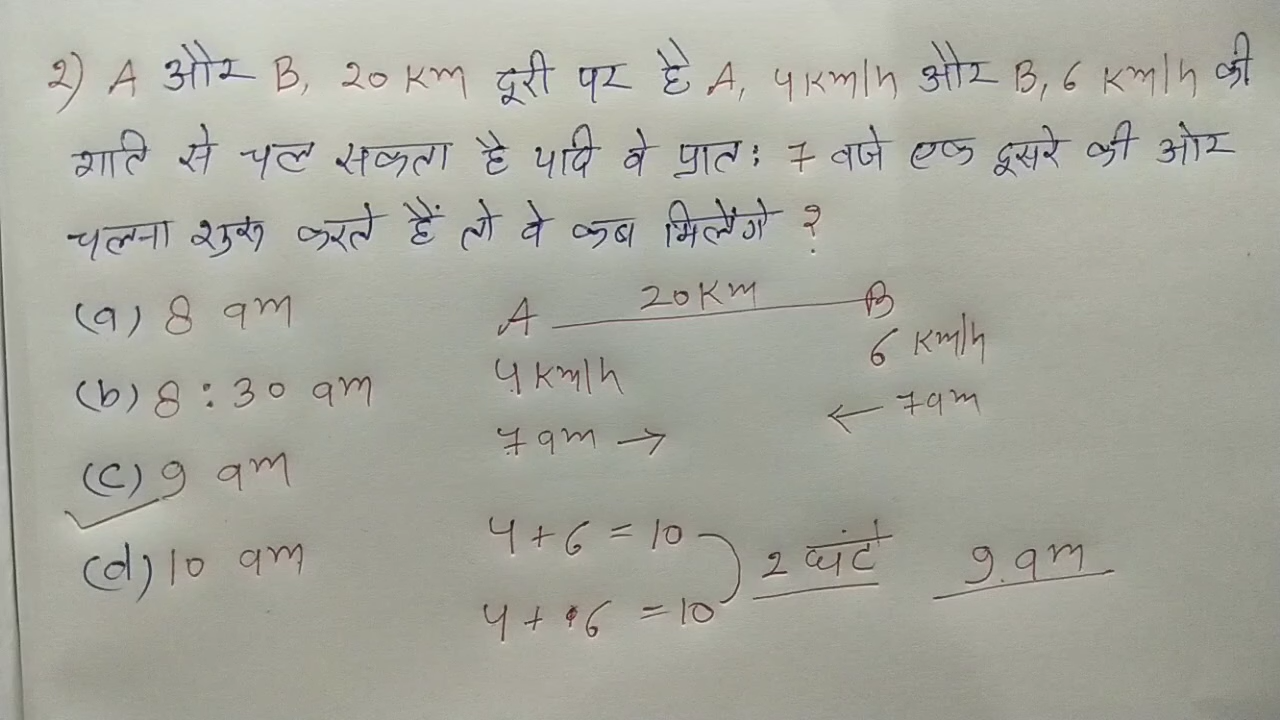 2) A और B, 20 KM दूरी पर है A, 4 KM/h और B, 6 KM/h की
गति से चल सकता है यदि वे प्रातः 7 बजे एक दूसरे की ओर
चलना शुरू करते हैं तो वे कब मिलेंगे ?
(a) 8 am
(b) 8 : 30 am
(c) 9 am
(d) 10 am
A 20 KM B
4 KM/h 6 KM/h
7 am → ← 7 am
4 + 6 = 10
4 + 6 = 10
2 घंटे 9 am